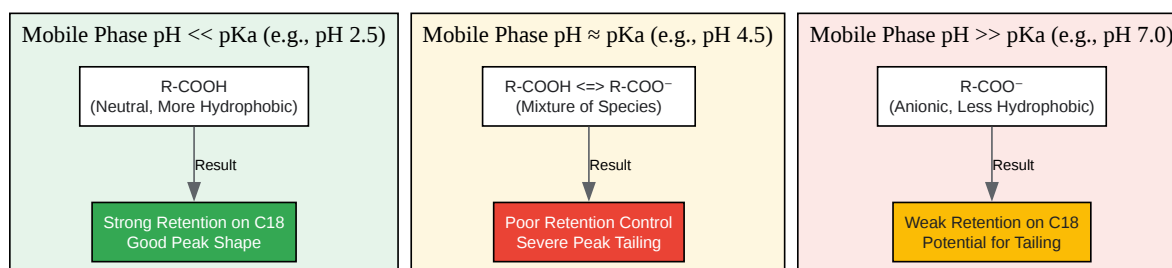 Mobile Phase pH << pKa (e.g., pH 2.5)
R-COOH
(Neutral, More Hydrophobic)
Result
Strong Retention on C18
Good Peak Shape
Mobile Phase pH ≈ pKa (e.g., pH 4.5)
R-COOH <=> R-COO⁻
(Mixture of Species)
Result
Poor Retention Control
Severe Peak Tailing
Mobile Phase pH >> pKa (e.g., pH 7.0)
R-COO⁻
(Anionic, Less Hydrophobic)
Result
Weak Retention on C18
Potential for Tailing